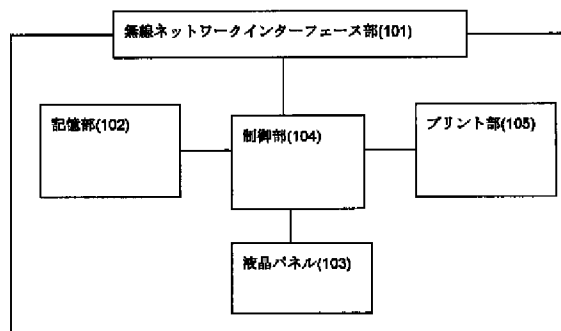 無線ネットワークインターフェース部(101)
記憶部(102)
制御部(104)
プリント部(105)
液晶パネル(103)